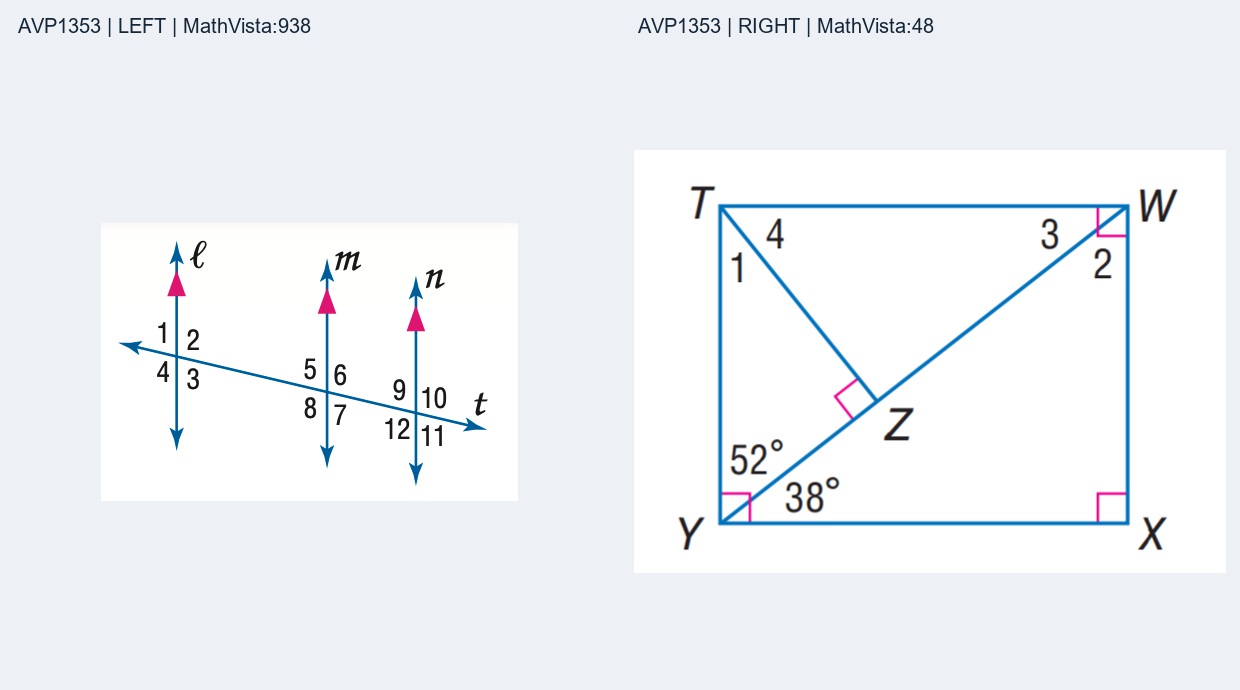 AVP1353 | LEFT | MathVista:938
AVP1353 | RIGHT | MathVista:48
ℓ
m
n
1 2
4 3
5 6
8 7
9 10
12 11
t
T
W
4
3
1
2
Z
52°
38°
Y
X